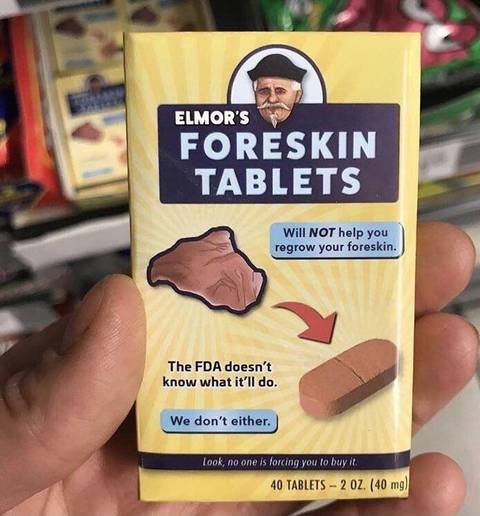 ELMOR'S
FORESKIN
TABLETS
Will NOT help you
regrow your foreskin.
The FDA doesn't
know what it'll do.
We don't either.
Look, no one is forcing you to buy it.
40 TABLETS – 2 OZ. (40 mg)